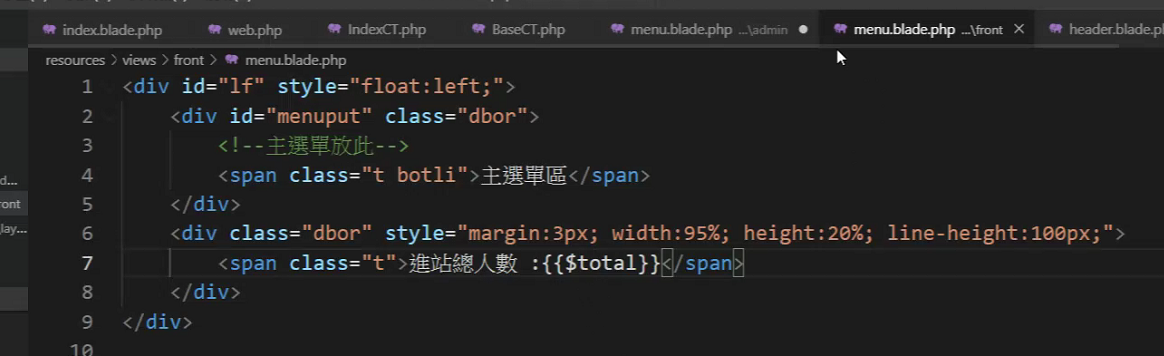 index.blade.php web.php IndexCT.php BaseCT.php menu.blade.php ...\admin menu.blade.php ...\front header.blade.ph
resources > views > front > menu.blade.php
1 <div id="lf" style="float:left;">
2 <div id="menuput" class="dbor">
3 <!--主選單放此-->
4 <span class="t botli">主選單區</span>
5 </div>
6 <div class="dbor" style="margin:3px; width:95%; height:20%; line-height:100px;">
7 <span class="t">進站總人數 :{{$total}}</span>
8 </div>
9 </div>
10
d...
ront
lay...